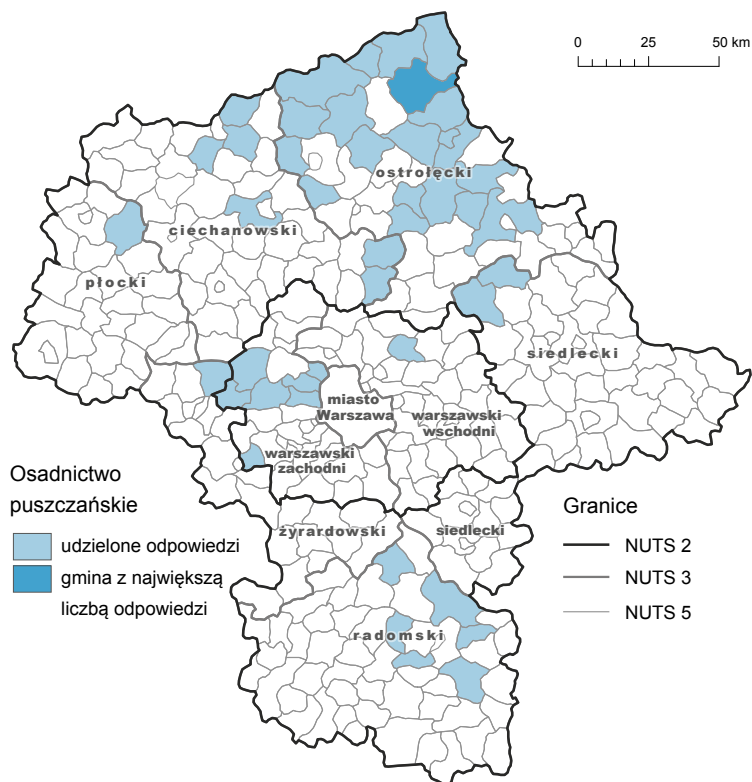 0 25 50 km
ostrołęcki
ciechanowski
płocki
siedlecki
miasto
Warszawa
warszawski
wschodni
warszawski
zachodni
żyrardowski
siedlecki
radomski
Osadnictwo
puszczańskie
udzielone odpowiedzi
gmina z największą
liczbą odpowiedzi
Granice
NUTS 2
NUTS 3
NUTS 5